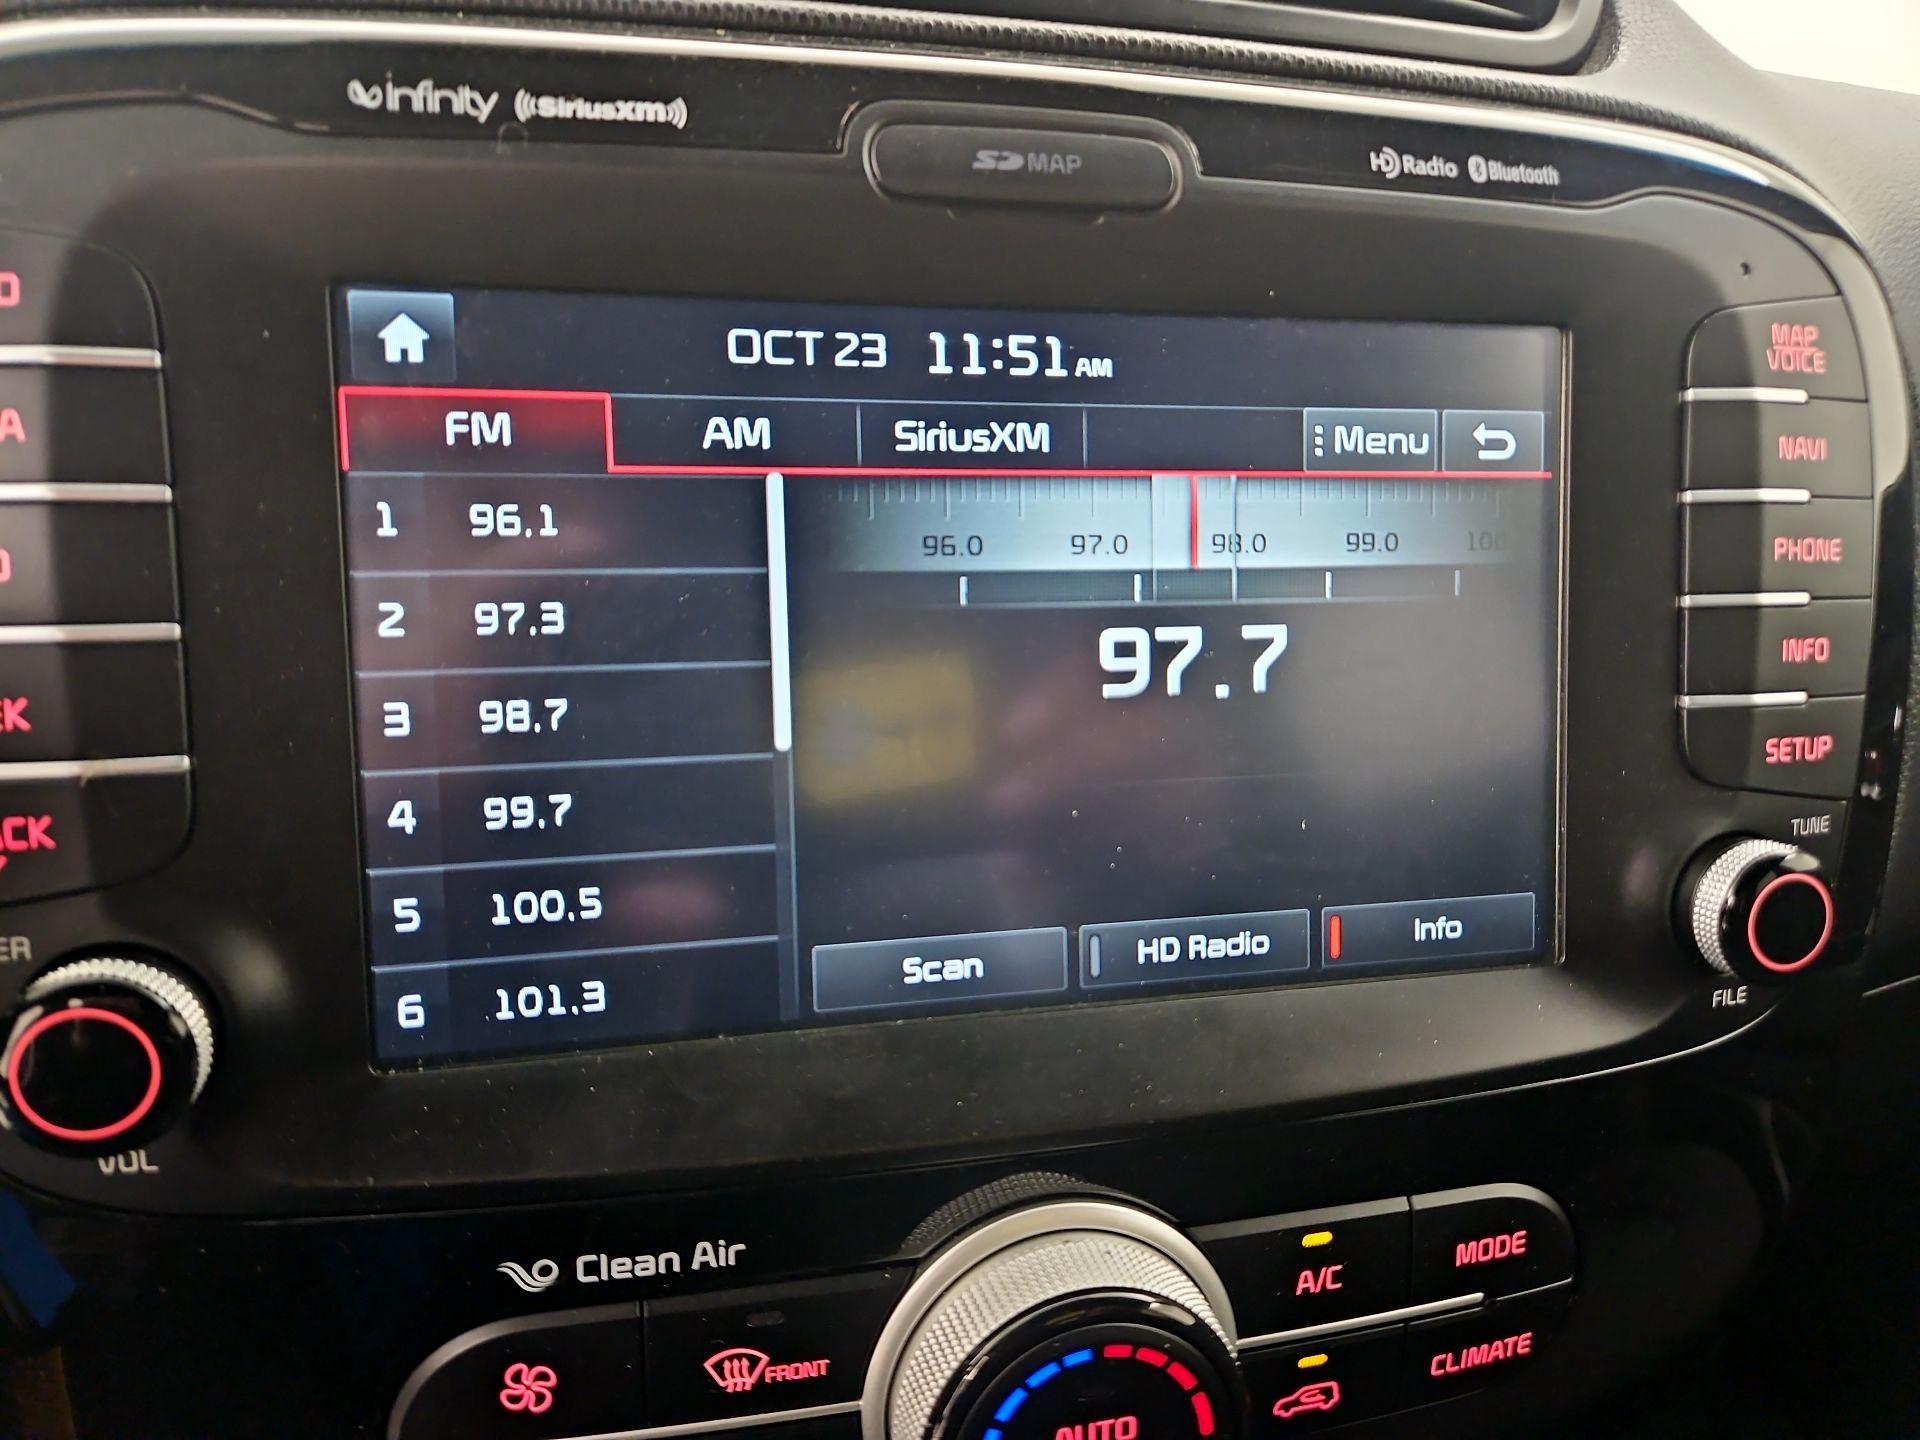 infinity ((SiriusXM))
SD MAP
HD Radio Bluetooth
OCT 23 11:51 AM
FM AM SiriusXM Menu
1 96.1
2 97.3
3 98.7
4 99.7
5 100.5
6 101.3
96.0 97.0 98.0 99.0 100
97.7
Scan HD Radio Info
MAP
VOICE
NAVI
PHONE
INFO
SETUP
TUNE
FILE
VOL
Clean Air
FRONT
AUTO
A/C
MODE
CLIMATE